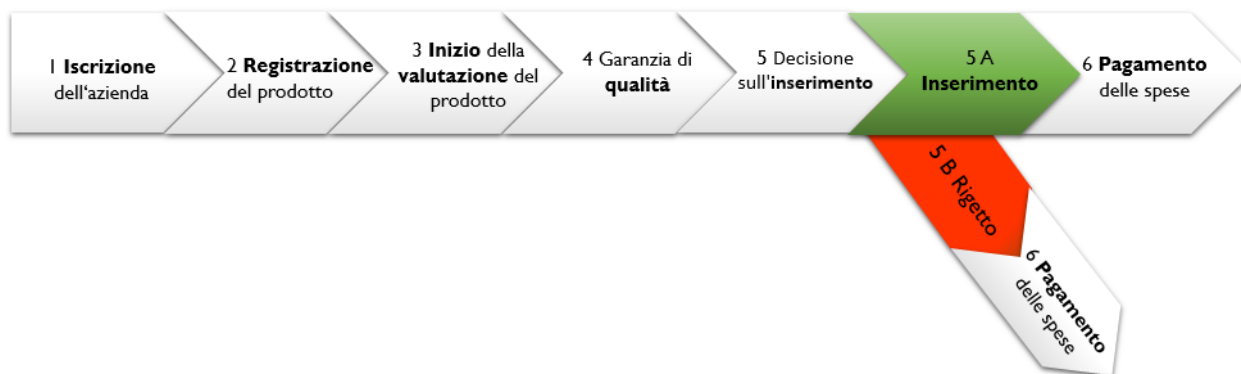 1 Iscrizione
dell'azienda
2 Registrazione
del prodotto
3 Inizio della
valutazione del
prodotto
4 Garanzia di
qualità
5 Decisione
sull'inserimento
5 A
Inserimento
6 Pagamento
delle spese
5 B Rigetto
6 Pagamento
delle spese